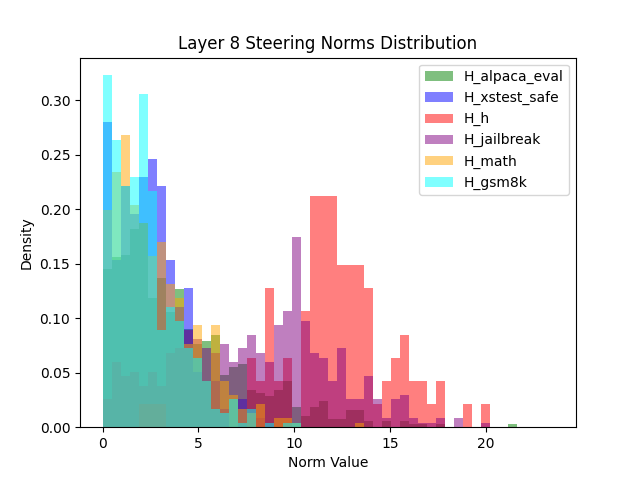 Layer 8 Steering Norms Distribution
H_alpaca_eval
H_xstest_safe
H_h
H_jailbreak
H_math
H_gsm8k
Density
0.30
0.25
0.20
0.15
0.10
0.05
0.00
0 5 10 15 20
Norm Value